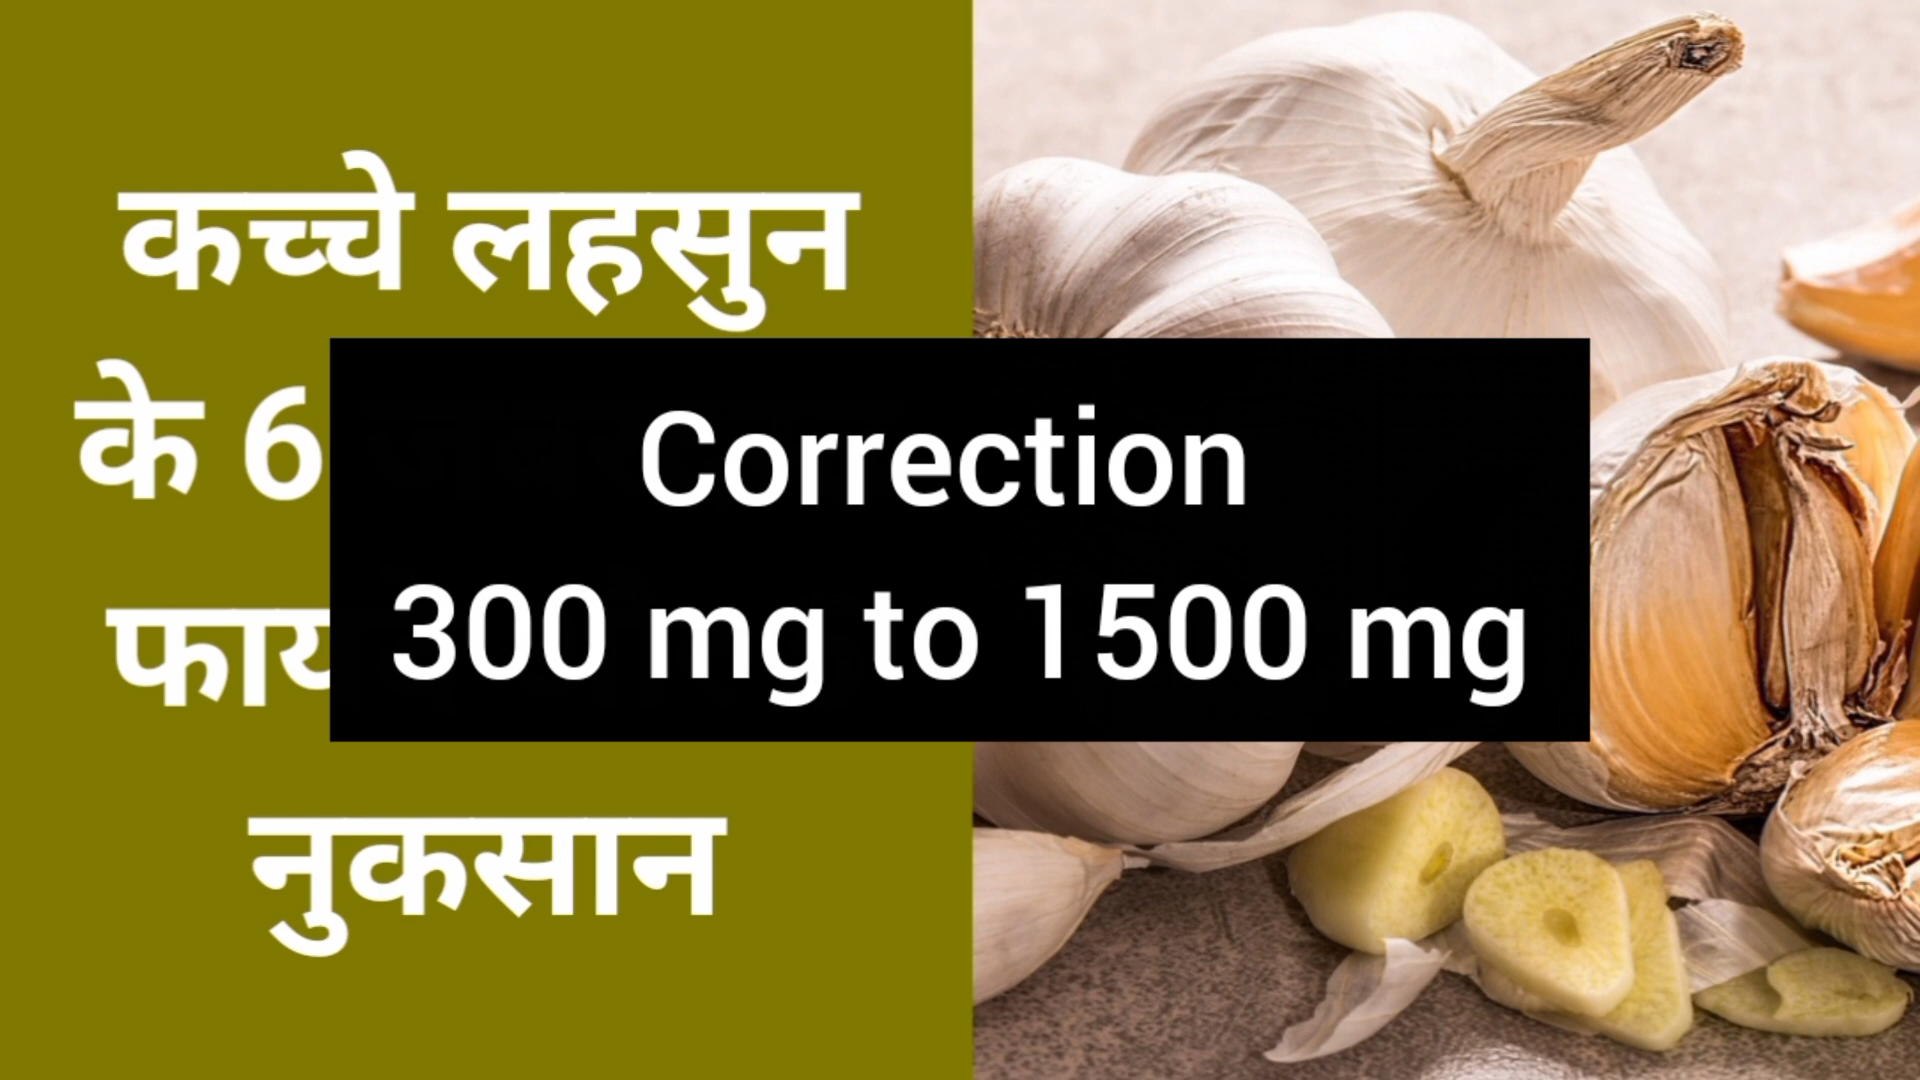 कच्चे लहसुन
के 6
Correction
300 mg to 1500 mg
नुकसान